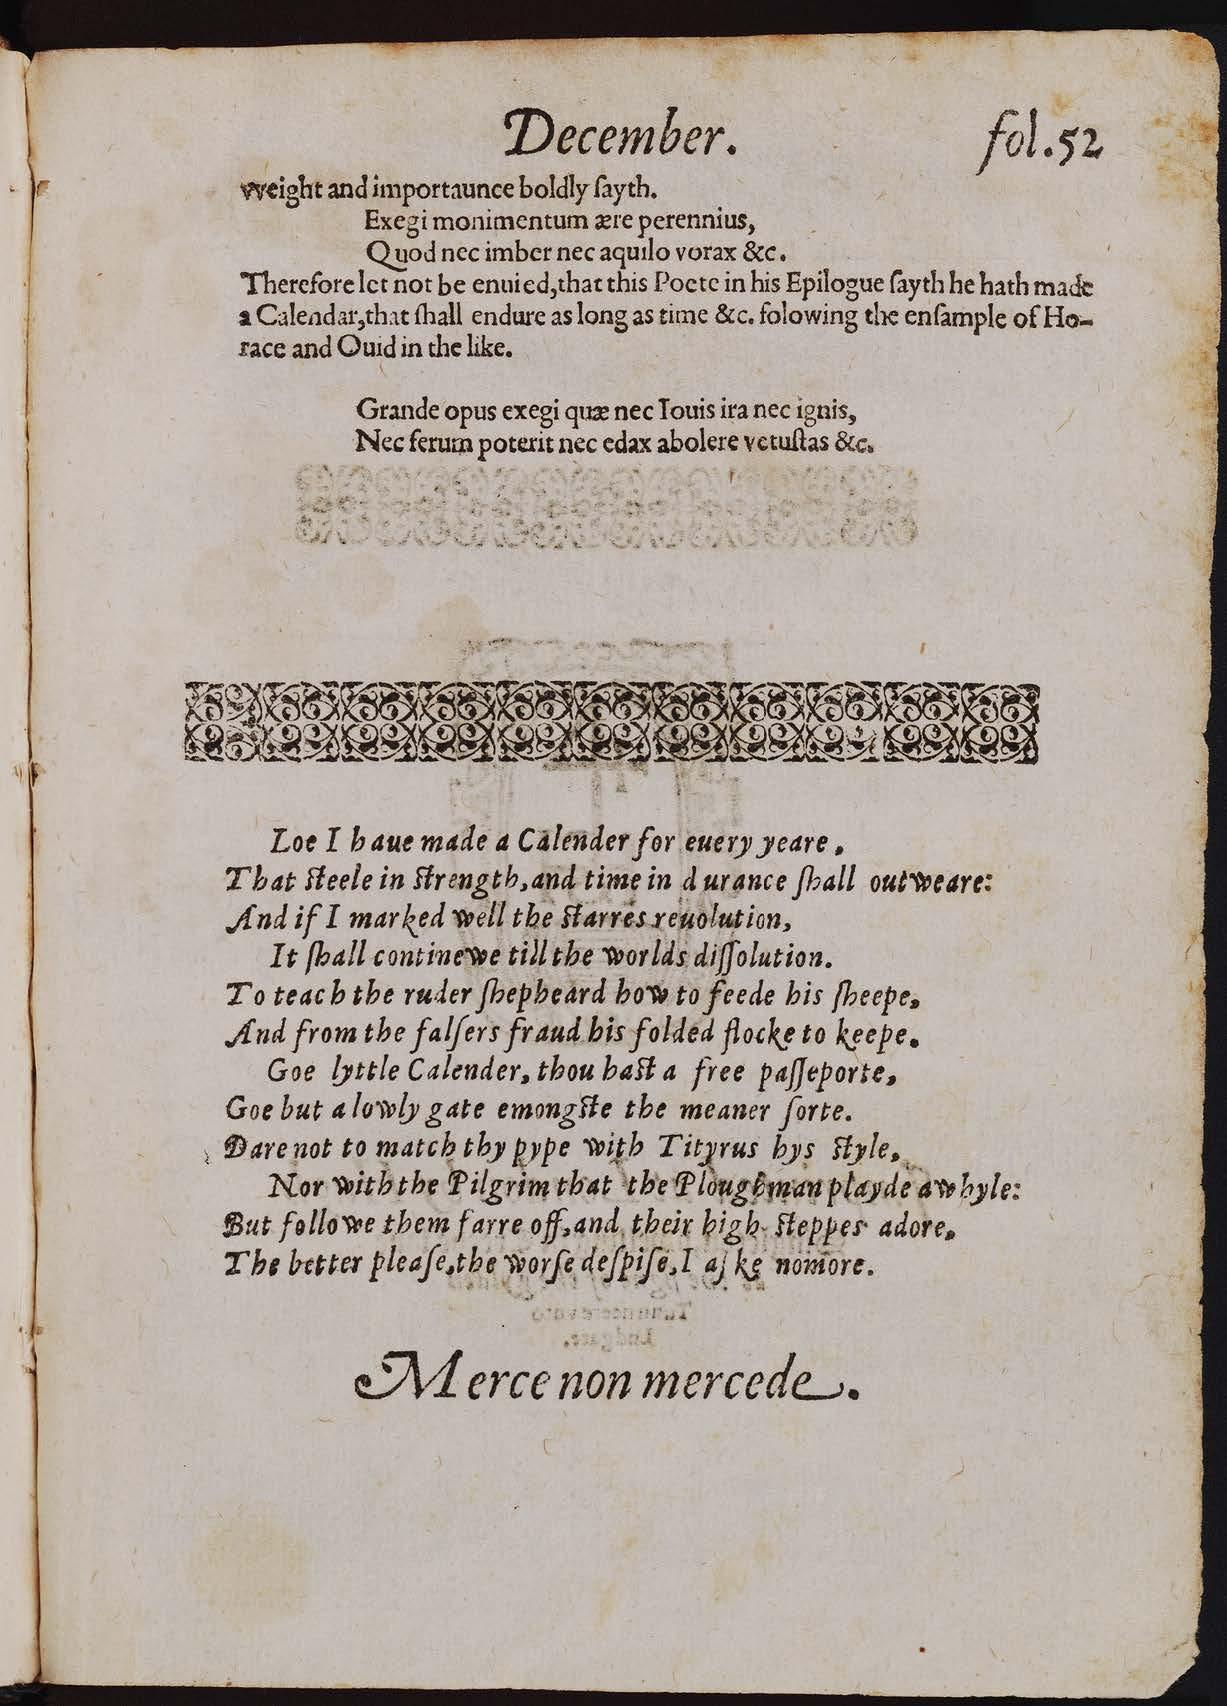 December.
fol.52
vveight and importaunce boldly ſayth.
Exegi monimentum ære perennius,
Quod nec imber nec aquilo vorax &c.
Therefore let not be enuied,that this Poete in his Epilogue ſayth he hath made
a Calendar,that ſhall endure as long as time &c. folowing the enſample of Ho-
race and Ouid in the like.
Grande opus exegi quæ nec Iouis ira nec ignis,
Nec ferum poterit nec edax abolere vetuſtas &c.
Loe I haue made a Calender for euery yeare,
That ſteele in ſtrength,and time in durance ſhall outweare:
And if I marked well the ſtarres reuolution,
It ſhall continewe till the worlds diſſolution.
To teach the ruder ſhepheard how to feede his ſheepe,
And from the falſers fraud his folded flocke to keepe.
Goe lyttle Calender, thou haſt a free paſſeporte,
Goe but a lowly gate emongſte the meaner ſorte.
Dare not to match thy pype with Tityrus hys ſtyle,
Nor with the Pilgrim that the Ploughman playde awhyle:
But followe them farre off,and their high ſteppes adore,
The better pleaſe,the worſe deſpiſe,I aſke nomore.
Merce non mercede.